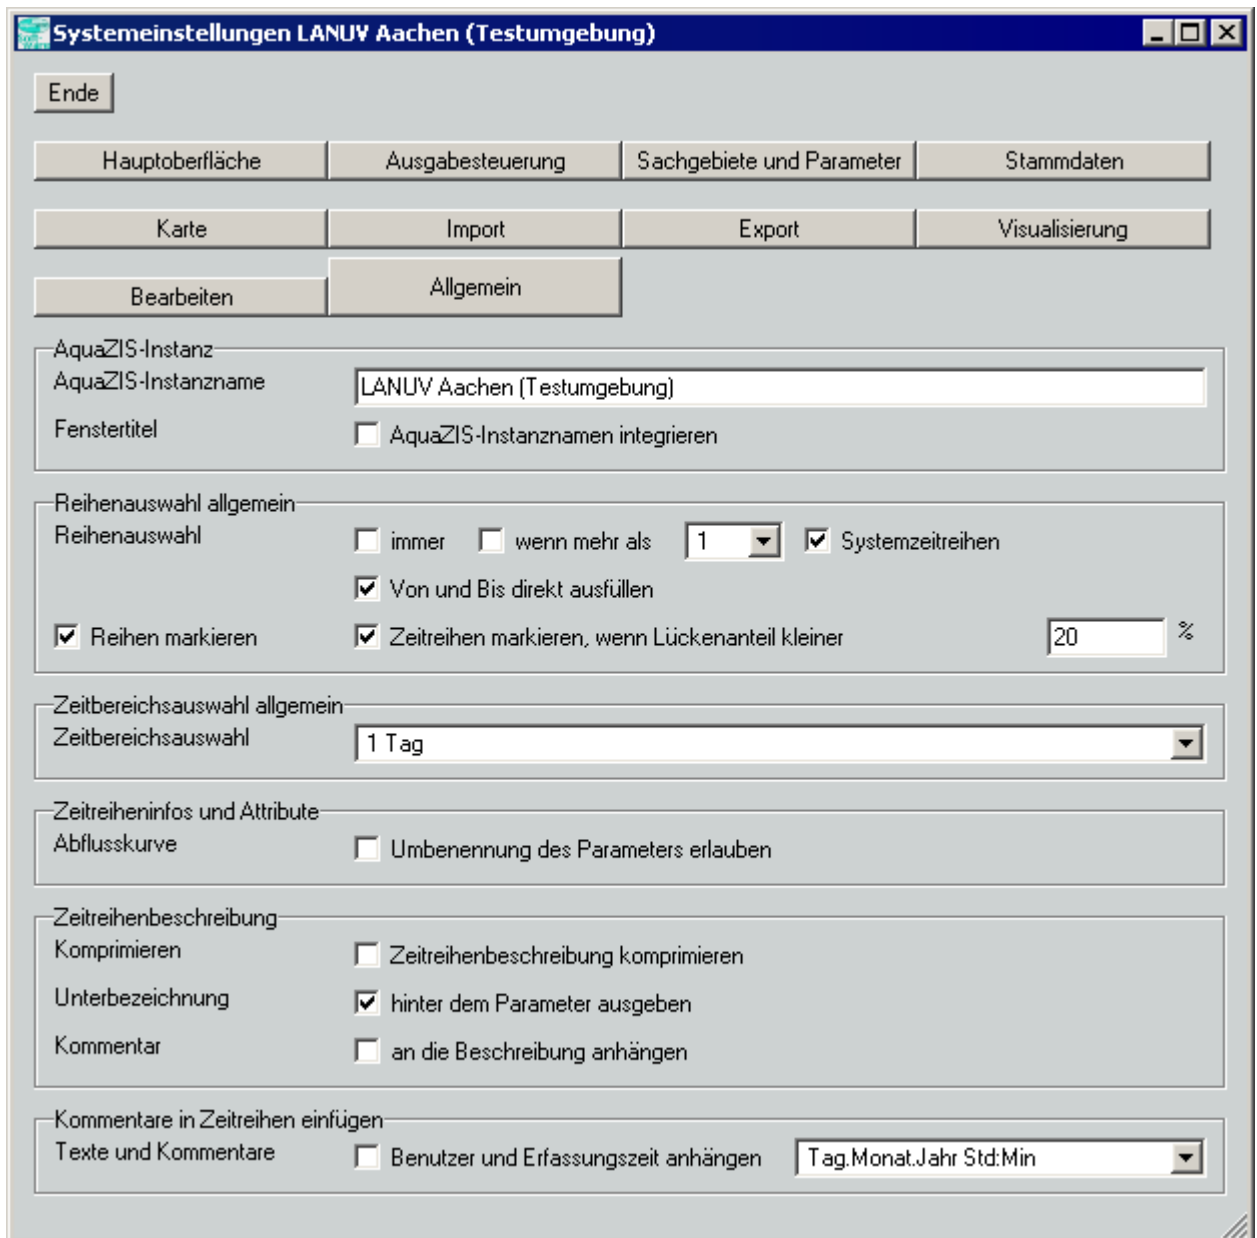 Systemeinstellungen LANUV Aachen (Testumgebung)
Ende
Hauptoberfläche Ausgabesteuerung Sachgebiete und Parameter Stammdaten
Karte Import Export Visualisierung
Bearbeiten Allgemein
AquaZIS-Instanz
AquaZIS-Instanzname LANUV Aachen (Testumgebung)
Fenstertitel AquaZIS-Instanznamen integrieren
Reihenauswahl allgemein
Reihenauswahl immer wenn mehr als 1 Systemzeitreihen
Von und Bis direkt ausfüllen
Reihen markieren Zeitreihen markieren, wenn Lückenanteil kleiner 20 %
Zeitbereichsauswahl allgemein
Zeitbereichsauswahl 1 Tag
Zeitreiheninfos und Attribute
Abflusskurve Umbenennung des Parameters erlauben
Zeitreihenbeschreibung
Komprimieren Zeitreihenbeschreibung komprimieren
Unterbezeichnung hinter dem Parameter ausgeben
Kommentar an die Beschreibung anhängen
Kommentare in Zeitreihen einfügen
Texte und Kommentare Benutzer und Erfassungszeit anhängen Tag.Monat.Jahr Std:Min